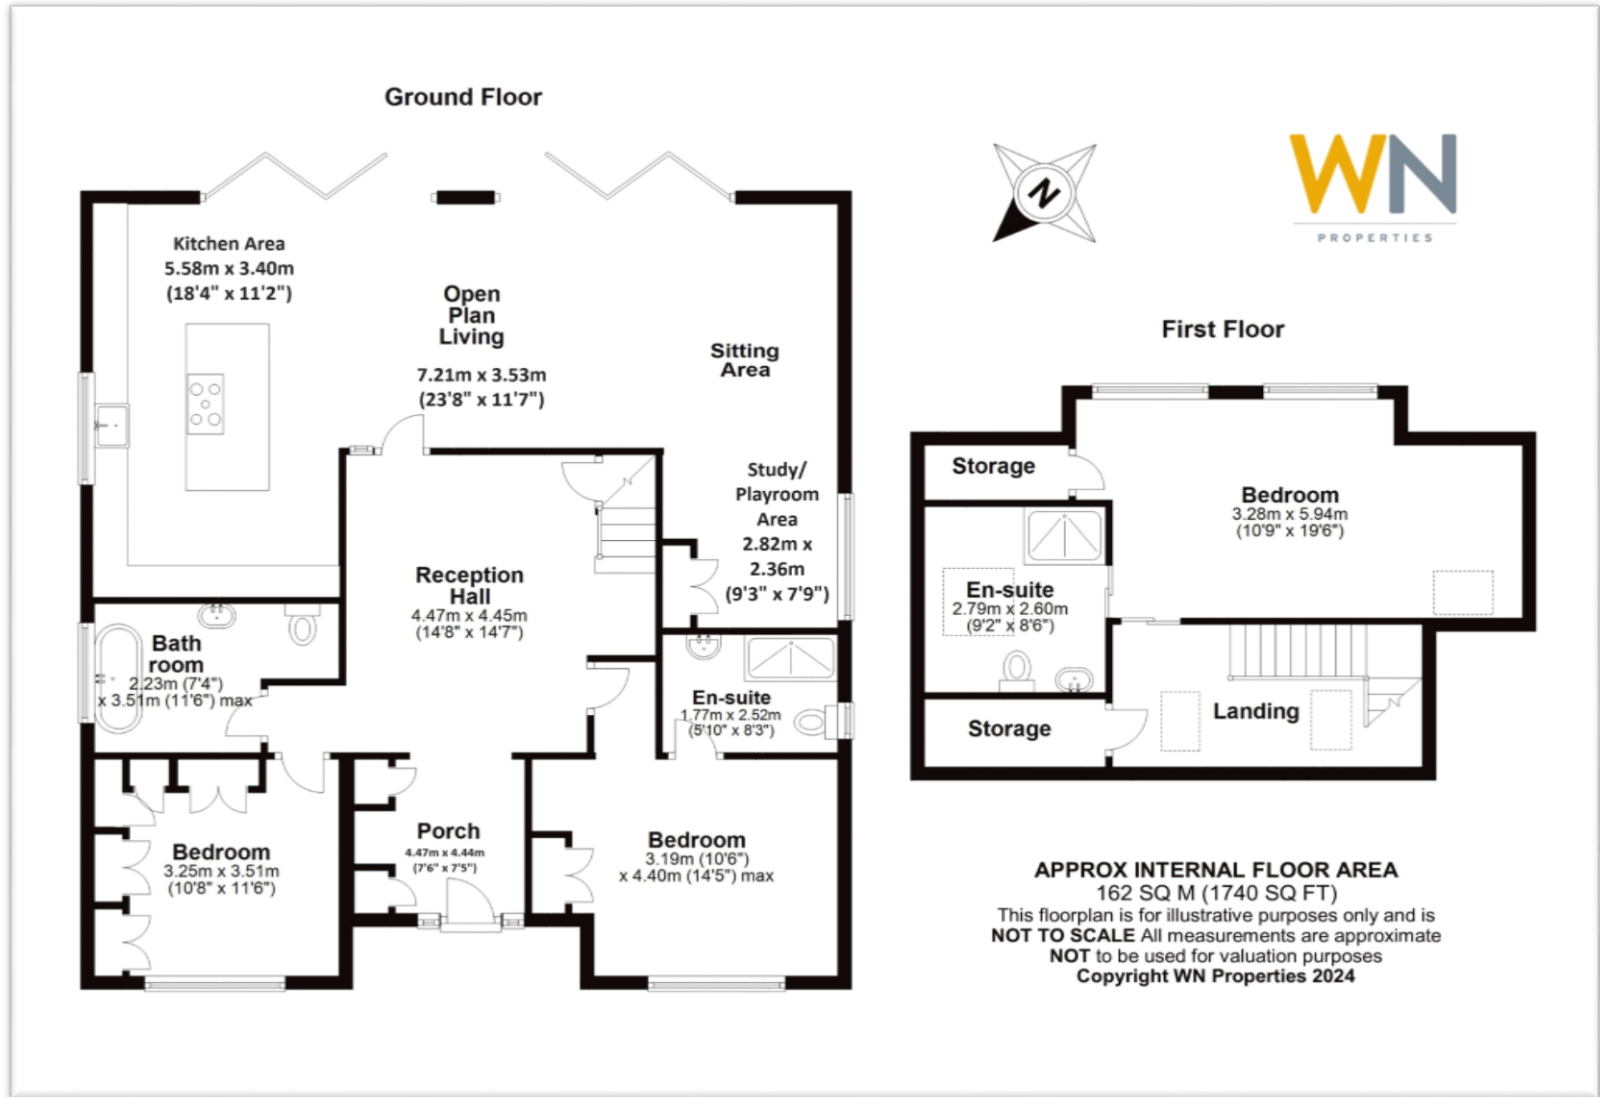 Ground Floor
Kitchen Area
5.58m x 3.40m
(18'4" x 11'2")
Open
Plan
Living
7.21m x 3.53m
(23'8" x 11'7")
Sitting
Area
Study/
Playroom
Area
2.82m x
2.36m
(9'3" x 7'9")
Reception
Hall
4.47m x 4.45m
(14'8" x 14'7")
Bath
room
2.23m (7'4")
x 3.51m (11'6") max
En-suite
1.77m x 2.52m
(5'10" x 8'3")
Bedroom
3.25m x 3.51m
(10'8" x 11'6")
Porch
4.47m x 4.44m
(7'6" x 7'5")
Bedroom
3.19m (10'6")
x 4.40m (14'5") max
N
WN
PROPERTIES
First Floor
Storage
Bedroom
3.28m x 5.94m
(10'9" x 19'6")
En-suite
2.79m x 2.60m
(9'2" x 8'6")
Storage
Landing
APPROX INTERNAL FLOOR AREA
162 SQ M (1740 SQ FT)
This floorplan is for illustrative purposes only and is
NOT TO SCALE All measurements are approximate
NOT to be used for valuation purposes
Copyright WN Properties 2024